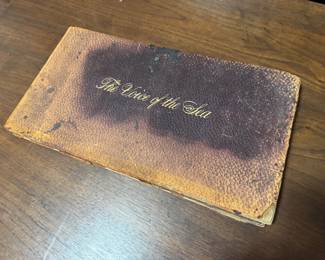 The Voice of the Sea